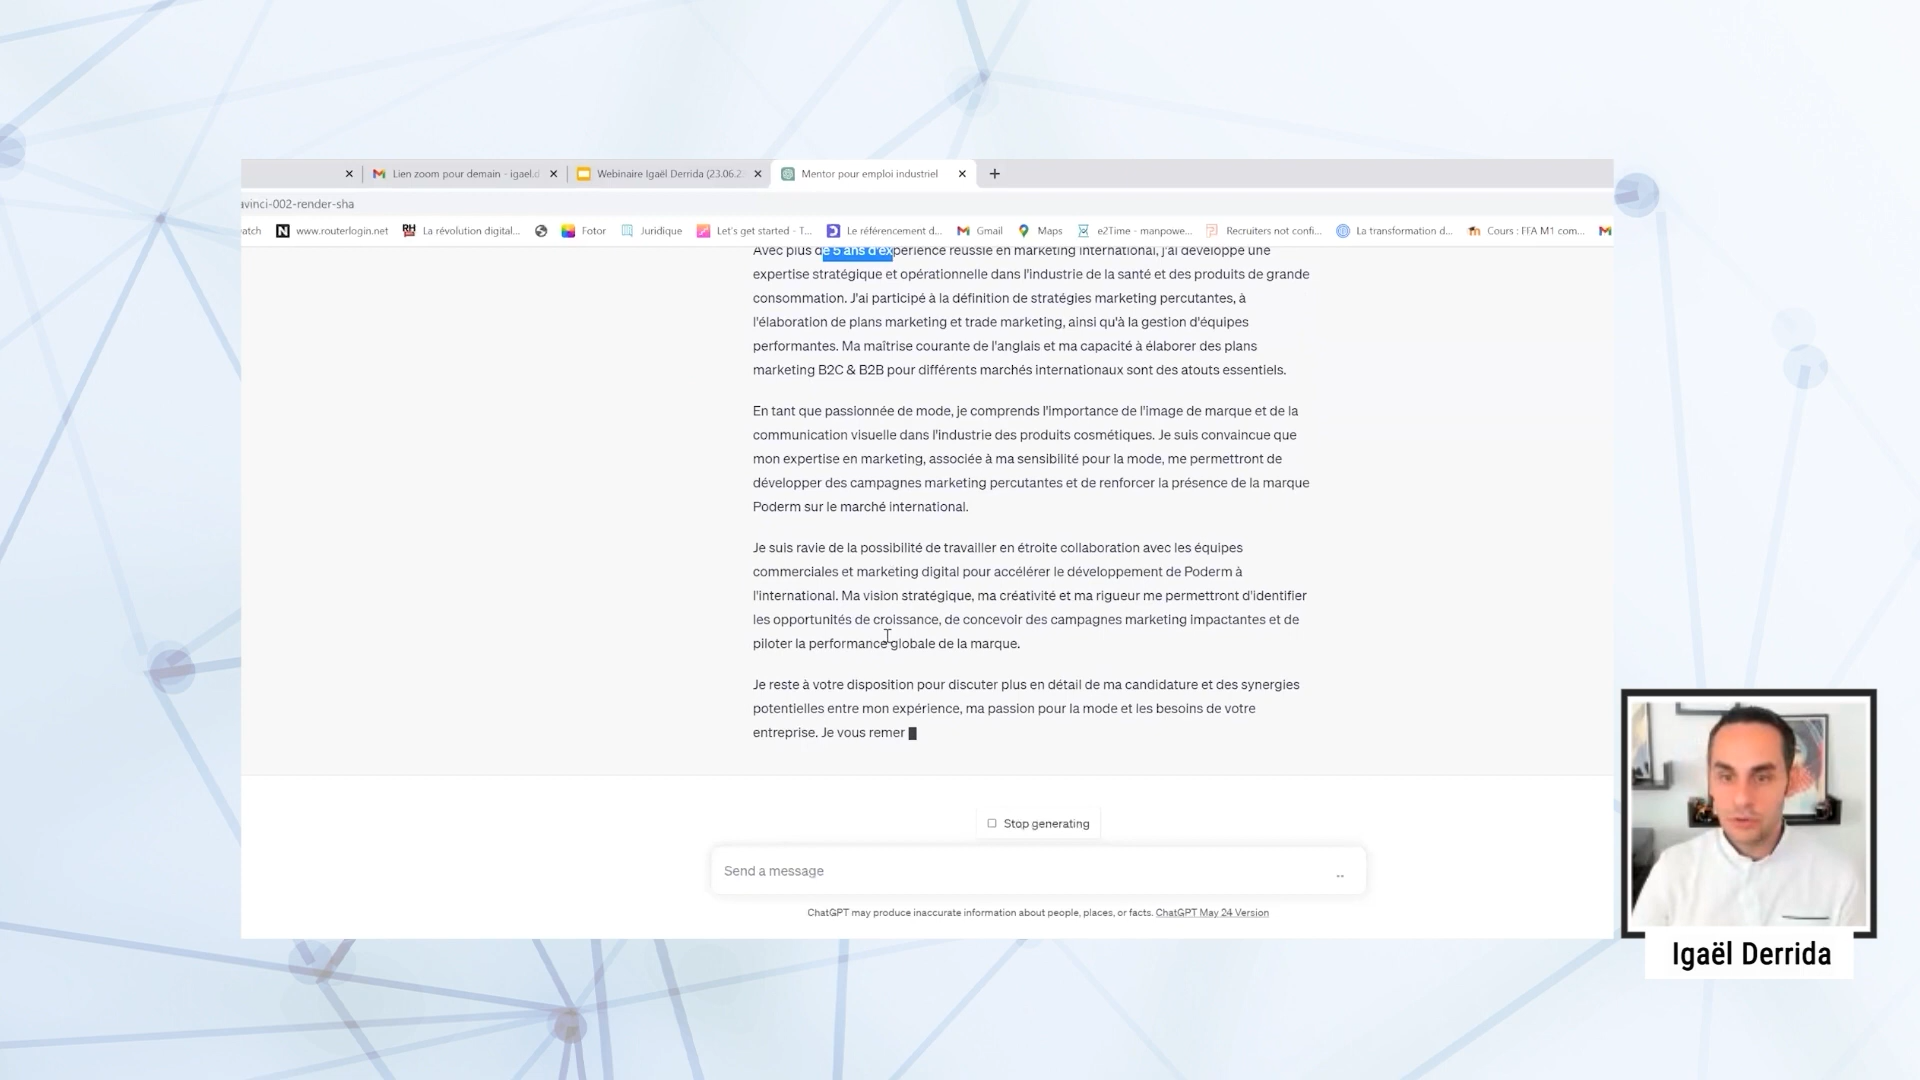 Lien zoom pour demain - igael.d
Webinaire Igaël Derrida (23.06.23
Mentor pour emploi industriel
avinci-002-render-sha
atch
www.routerlogin.net
La révolution digital...
Fotor
Juridique
Let's get started - T...
Le référencement d...
Gmail
Maps
e2Time - manpowe...
Recruiters not confi...
La transformation d...
Cours : FFA M1 com...
Avec plus de 5 ans d'expérience réussie en marketing international, j'ai développé une
expertise stratégique et opérationnelle dans l'industrie de la santé et des produits de grande
consommation. J'ai participé à la définition de stratégies marketing percutantes, à
l'élaboration de plans marketing et trade marketing, ainsi qu'à la gestion d'équipes
performantes. Ma maîtrise courante de l'anglais et ma capacité à élaborer des plans
marketing B2C & B2B pour différents marchés internationaux sont des atouts essentiels.
En tant que passionnée de mode, je comprends l'importance de l'image de marque et de la
communication visuelle dans l'industrie des produits cosmétiques. Je suis convaincue que
mon expertise en marketing, associée à ma sensibilité pour la mode, me permettront de
développer des campagnes marketing percutantes et de renforcer la présence de la marque
Poderm sur le marché international.
Je suis ravie de la possibilité de travailler en étroite collaboration avec les équipes
commerciales et marketing digital pour accélérer le développement de Poderm à
l'international. Ma vision stratégique, ma créativité et ma rigueur me permettront d'identifier
les opportunités de croissance, de concevoir des campagnes marketing impactantes et de
piloter la performance globale de la marque.
Je reste à votre disposition pour discuter plus en détail de ma candidature et des synergies
potentielles entre mon expérience, ma passion pour la mode et les besoins de votre
entreprise. Je vous remer
Stop generating
Send a message
ChatGPT may produce inaccurate information about people, places, or facts. ChatGPT May 24 Version
Igaël Derrida